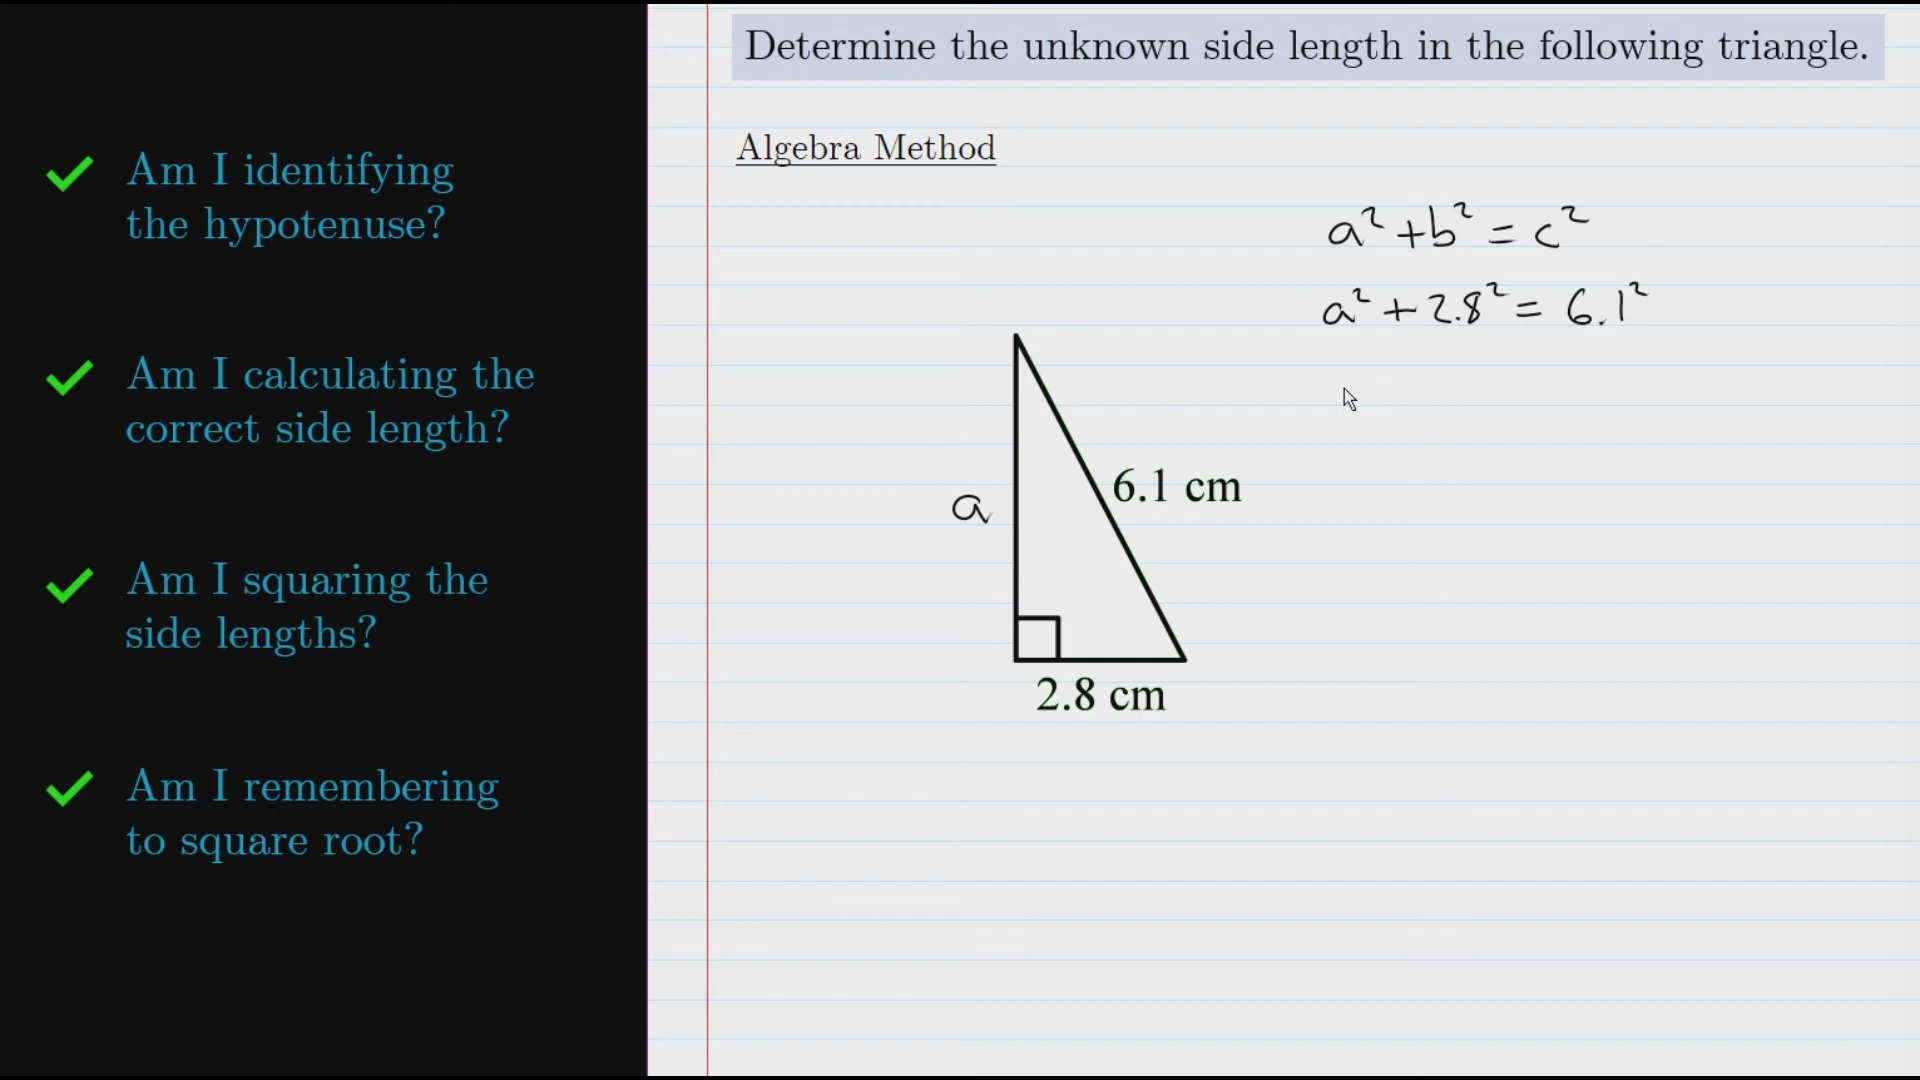 Am I identifying
the hypotenuse?
Am I calculating the
correct side length?
Am I squaring the
side lengths?
Am I remembering
to square root?
Determine the unknown side length in the following triangle.
Algebra Method
a² + b² = c²
a² + 2.8² = 6.1²
a
6.1 cm
2.8 cm